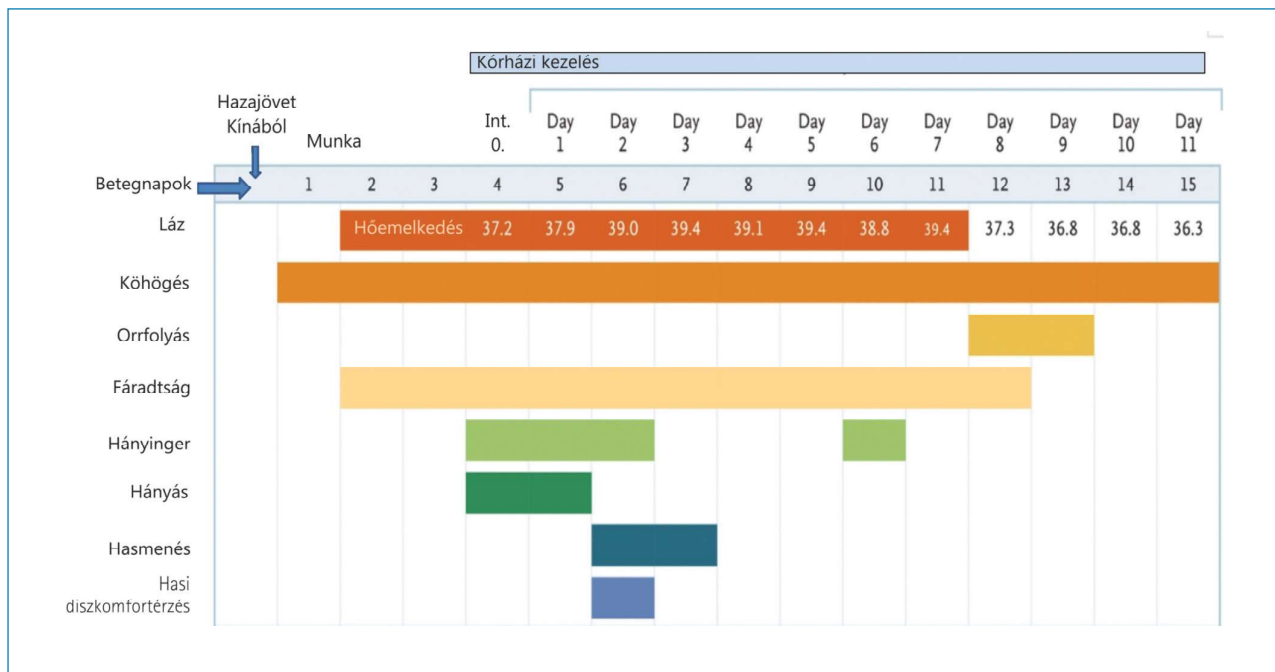 Kórházi kezelés
Hazajövet
Kínából
Munka
Int.
0.
Day
1
Day
2
Day
3
Day
4
Day
5
Day
6
Day
7
Day
8
Day
9
Day
10
Day
11
Betegnapok 1 2 3 4 5 6 7 8 9 10 11 12 13 14 15
Láz Hőemelkedés 37.2 37.9 39.0 39.4 39.1 39.4 38.8 39.4 37.3 36.8 36.8 36.3
Köhögés
Orrfolyás
Fáradtság
Hányinger
Hányás
Hasmenés
Hasi
diszkomfortérzés